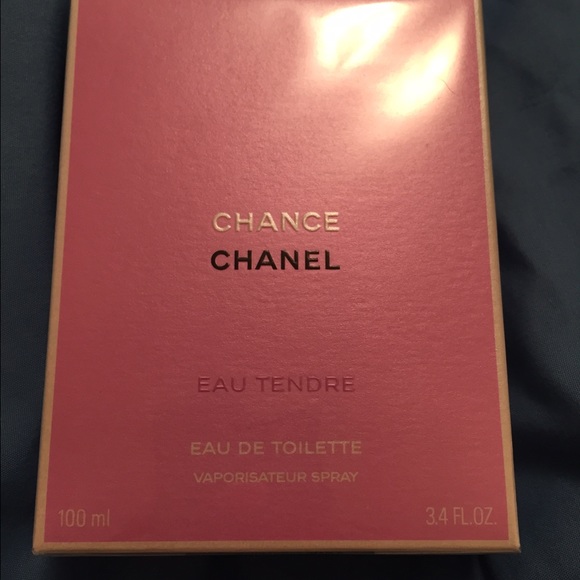 CHANCE
CHANEL
EAU TENDRE
EAU DE TOILETTE
VAPORISATEUR SPRAY
100 ml 3.4 FL.OZ.